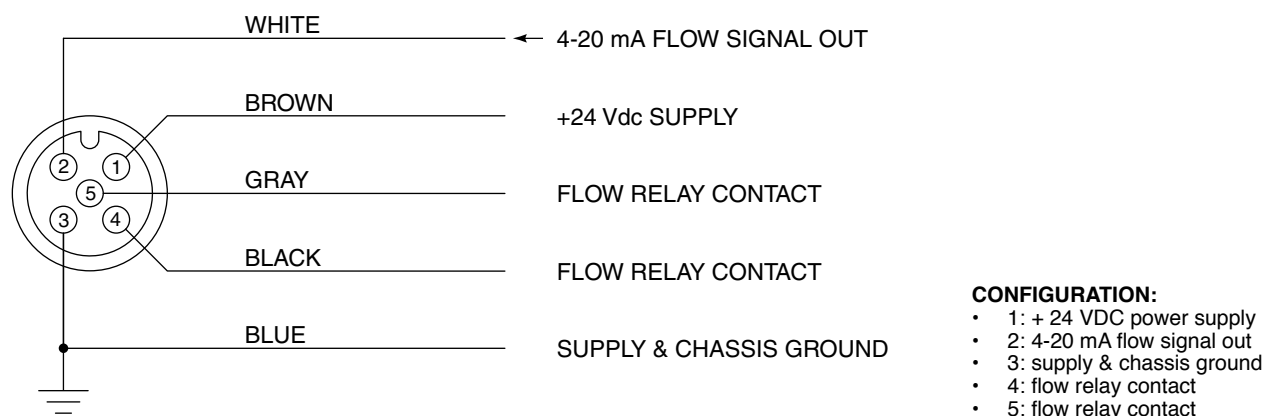 WHITE
4-20 mA FLOW SIGNAL OUT
BROWN
+24 Vdc SUPPLY
2
1
GRAY
5
FLOW RELAY CONTACT
3
4
BLACK
FLOW RELAY CONTACT
BLUE
SUPPLY & CHASSIS GROUND
CONFIGURATION:
• 1: + 24 VDC power supply
• 2: 4-20 mA flow signal out
• 3: supply & chassis ground
• 4: flow relay contact
• 5: flow relay contact